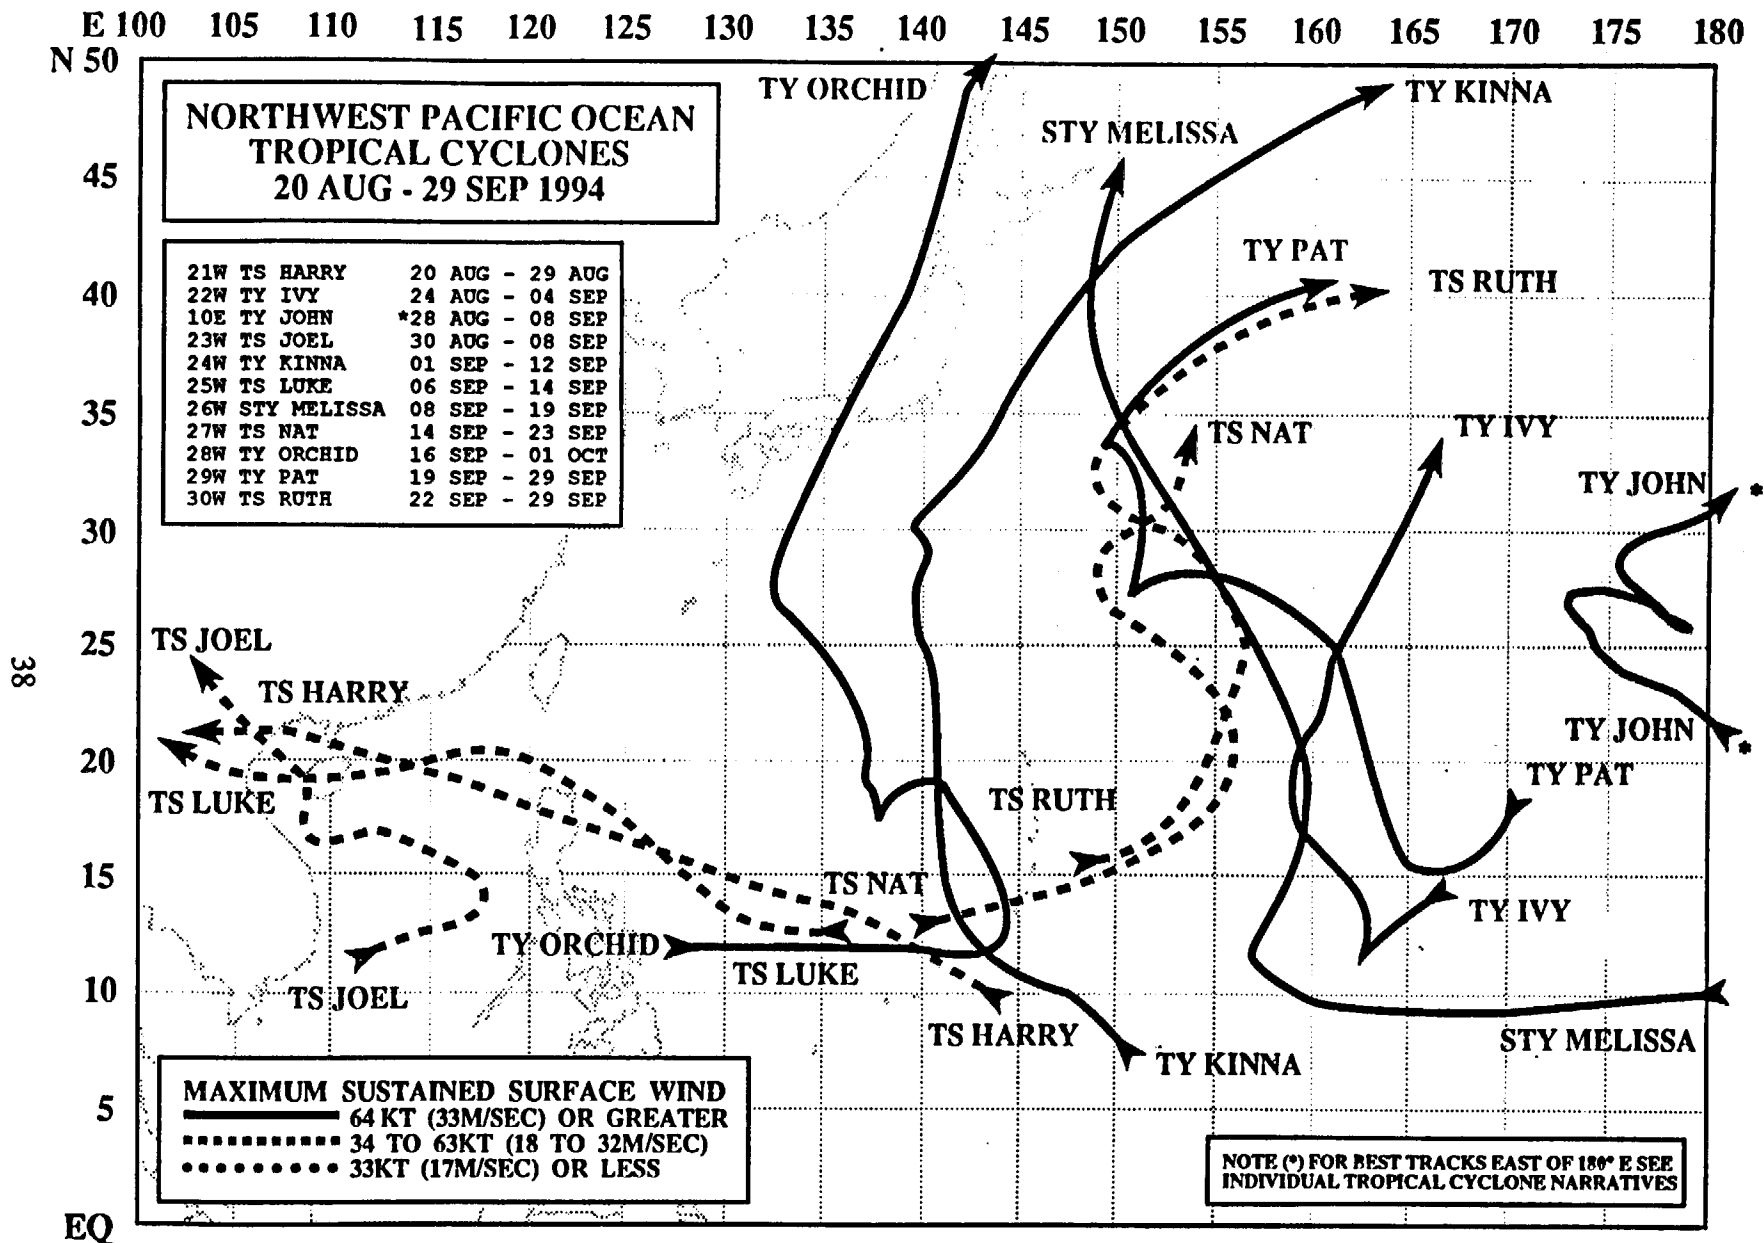 E 100 105 110 115 120 125 130 135 140 145 150 155 160 165 170 175 180
N 50
TY ORCHID
TY KINNA
NORTHWEST PACIFIC OCEAN
TROPICAL CYCLONES
20 AUG - 29 SEP 1994
STY MELISSA
45
21W TS HARRY 20 AUG - 29 AUG
22W TY IVY 24 AUG - 04 SEP
10E TY JOHN *28 AUG - 08 SEP
23W TS JOEL 30 AUG - 08 SEP
24W TY KINNA 01 SEP - 12 SEP
25W TS LUKE 06 SEP - 14 SEP
26W STY MELISSA 08 SEP - 19 SEP
27W TS NAT 14 SEP - 23 SEP
28W TY ORCHID 16 SEP - 01 OCT
29W TY PAT 19 SEP - 29 SEP
30W TS RUTH 22 SEP - 29 SEP
TY PAT
TS RUTH
40
35
TS NAT
TY IVY
TY JOHN *
30
25
TS JOEL
38
TS HARRY
TY JOHN *
20
TY PAT
TS LUKE
TS RUTH
15
TS NAT
TY IVY
TY ORCHID
TS LUKE
TS JOEL
10
TS HARRY
STY MELISSA
TY KINNA
MAXIMUM SUSTAINED SURFACE WIND
64 KT (33M/SEC) OR GREATER
34 TO 63KT (18 TO 32M/SEC)
33KT (17M/SEC) OR LESS
5
NOTE (*) FOR BEST TRACKS EAST OF 180° E SEE
INDIVIDUAL TROPICAL CYCLONE NARRATIVES
EQ